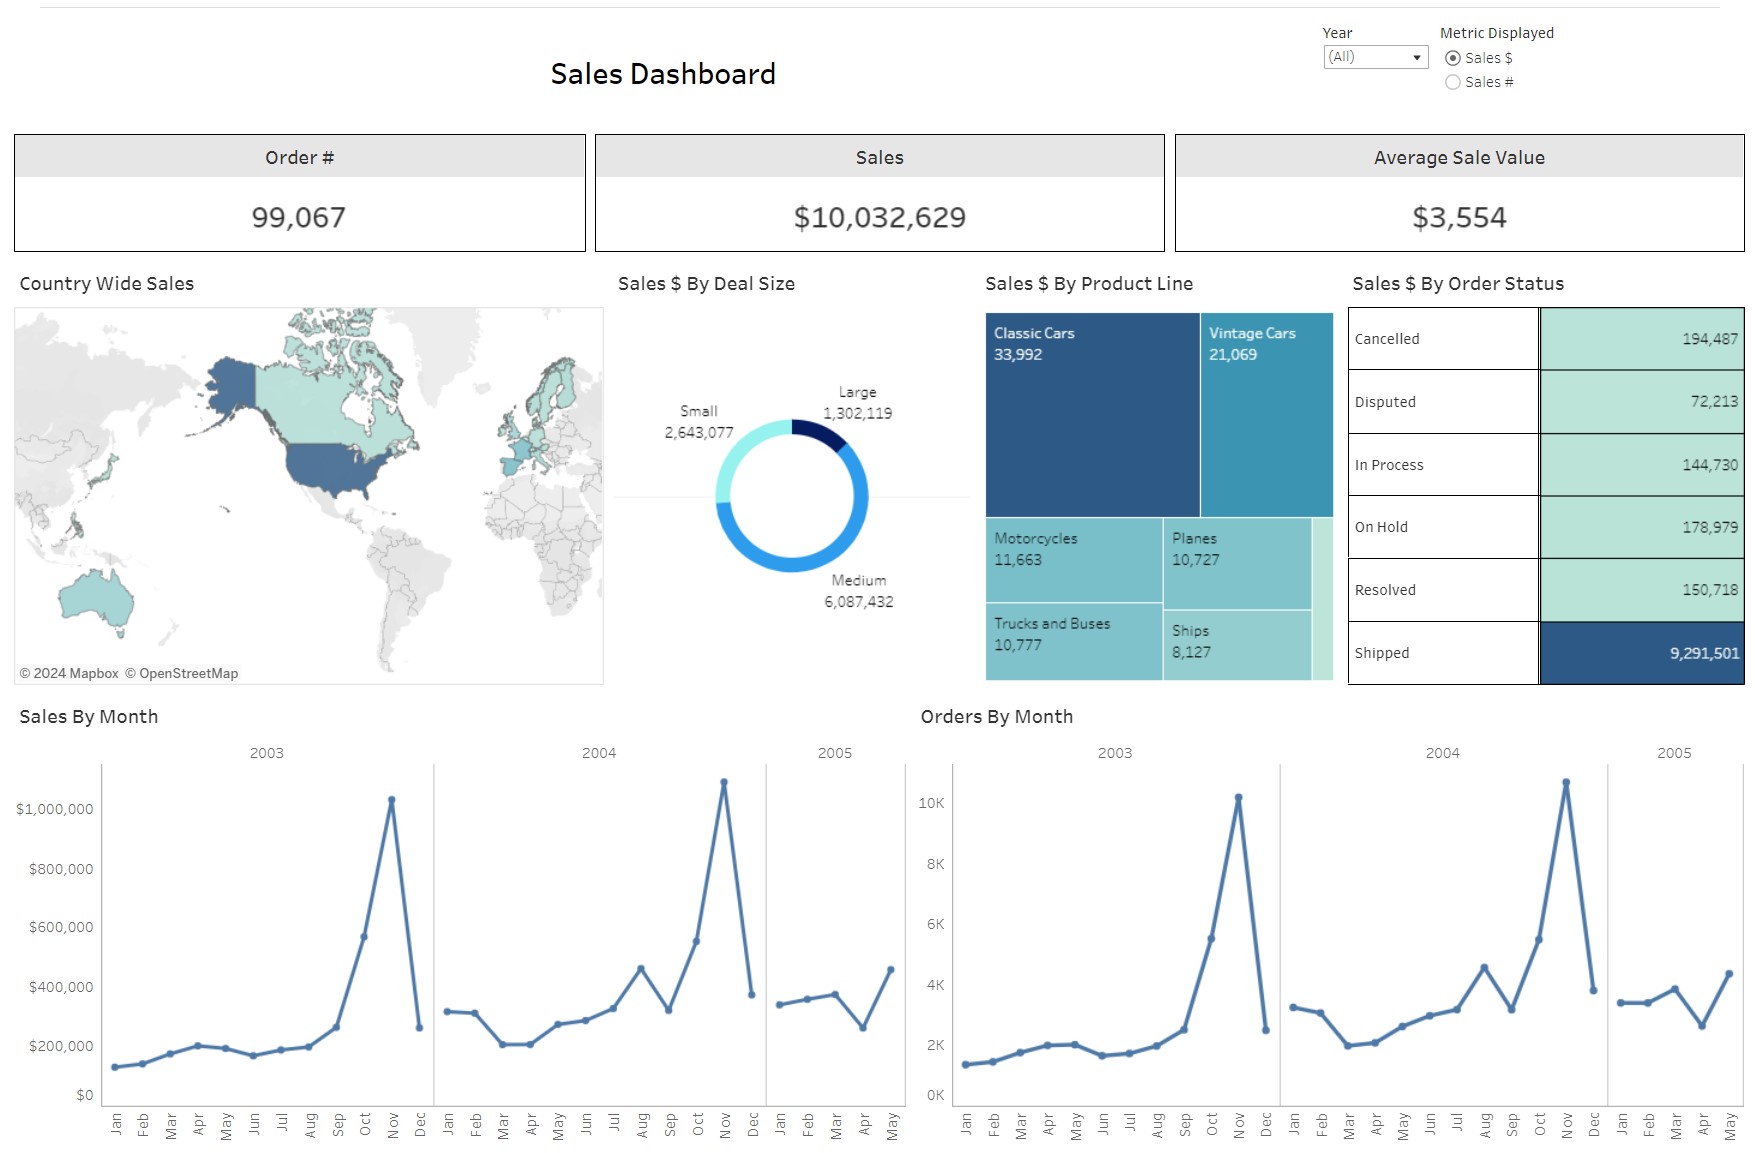 Year
(All)
Metric Displayed
Sales $
Sales #
Sales Dashboard
Order #
99,067
Sales
$10,032,629
Average Sale Value
$3,554
Country Wide Sales
© 2024 Mapbox © OpenStreetMap
Sales $ By Deal Size
Large
1,302,119
Small
2,643,077
Medium
6,087,432
Sales $ By Product Line
Classic Cars
33,992
Vintage Cars
21,069
Motorcycles
11,663
Planes
10,727
Trucks and Buses
10,777
Ships
8,127
Sales $ By Order Status
Cancelled 194,487
Disputed 72,213
In Process 144,730
On Hold 178,979
Resolved 150,718
Shipped 9,291,501
Sales By Month
2003 2004 2005
$1,000,000
$800,000
$600,000
$400,000
$200,000
$0
Jan Feb Mar Apr May Jun Jul Aug Sep Oct Nov Dec Jan Feb Mar Apr May Jun Jul Aug Sep Oct Nov Dec Jan Feb Mar Apr May
Orders By Month
2003 2004 2005
10K
8K
6K
4K
2K
0K
Jan Feb Mar Apr May Jun Jul Aug Sep Oct Nov Dec Jan Feb Mar Apr May Jun Jul Aug Sep Oct Nov Dec Jan Feb Mar Apr May